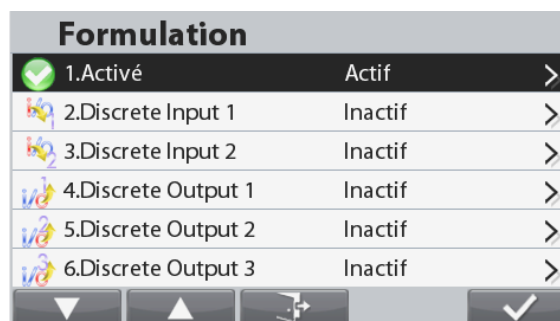 Formulation
1.Activé Actif
2.Discrete Input 1 Inactif
3.Discrete Input 2 Inactif
4.Discrete Output 1 Inactif
5.Discrete Output 2 Inactif
6.Discrete Output 3 Inactif